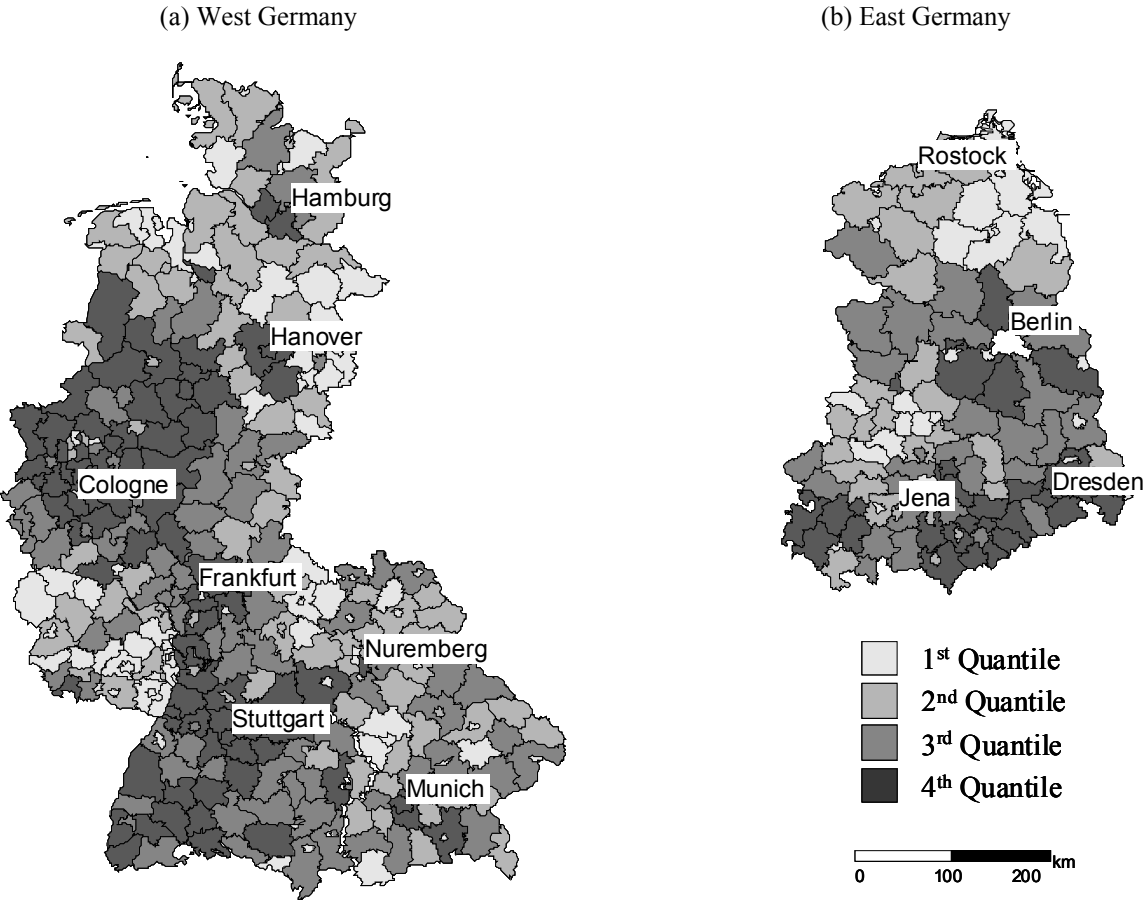 (a) West Germany
(b) East Germany
Hamburg
Hanover
Cologne
Frankfurt
Nuremberg
Stuttgart
Munich
Rostock
Berlin
Dresden
Jena
1st Quantile
2nd Quantile
3rd Quantile
4th Quantile
km
0 100 200